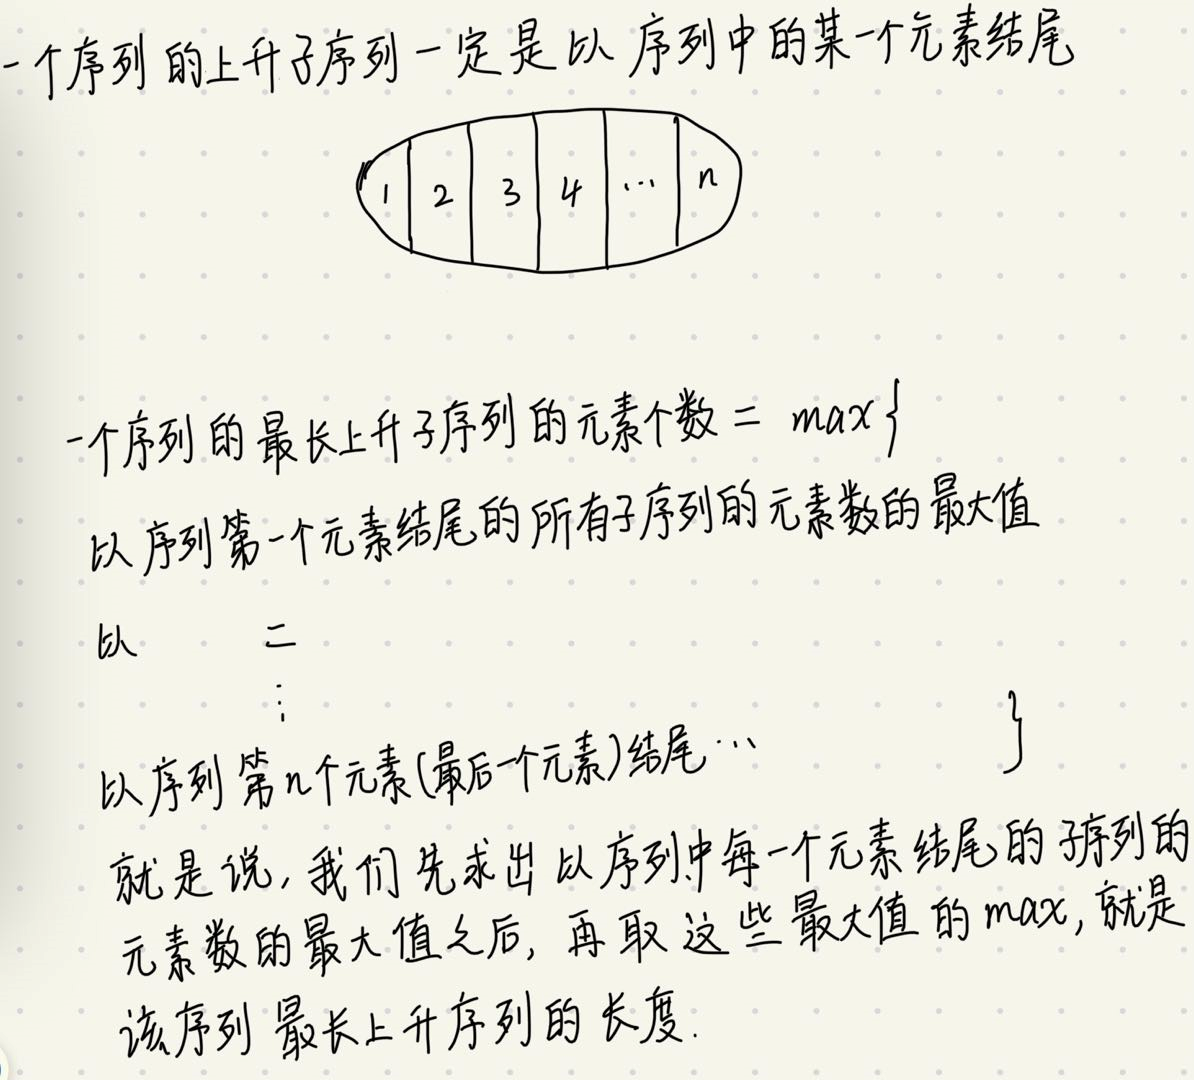 一个序列的上升子序列一定是以序列中的某一个元素结尾
1 2 3 4 ... n
一个序列的最长上升子序列的元素个数 = max{
以序列第一个元素结尾的所有子序列的元素数的最大值
以 二
⋮
以序列第n个元素(最后一个元素)结尾...
}
就是说,我们先求出以序列中每一个元素结尾的子序列的
元素数的最大值之后,再取这些最大值的max,就是
该序列最长上升序列的长度.